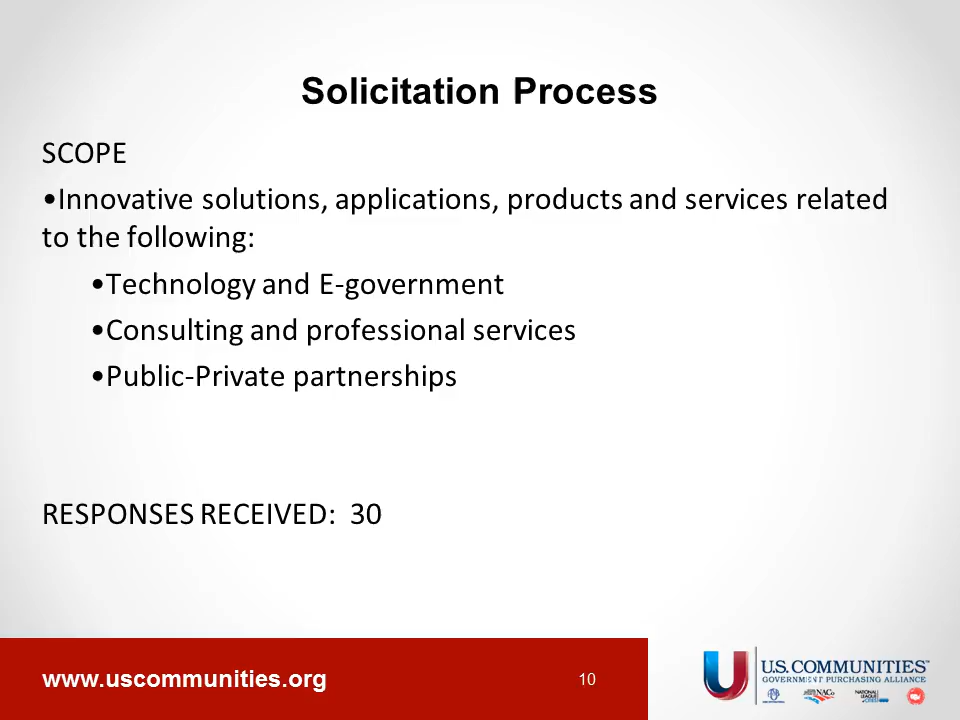 Solicitation Process
SCOPE
•Innovative solutions, applications, products and services related
to the following:
•Technology and E-government
•Consulting and professional services
•Public-Private partnerships
RESPONSES RECEIVED:  30
www.uscommunities.org
10
U.S. COMMUNITIES™
GOVERNMENT PURCHASING ALLIANCE
NACo
NATIONAL
LEAGUE